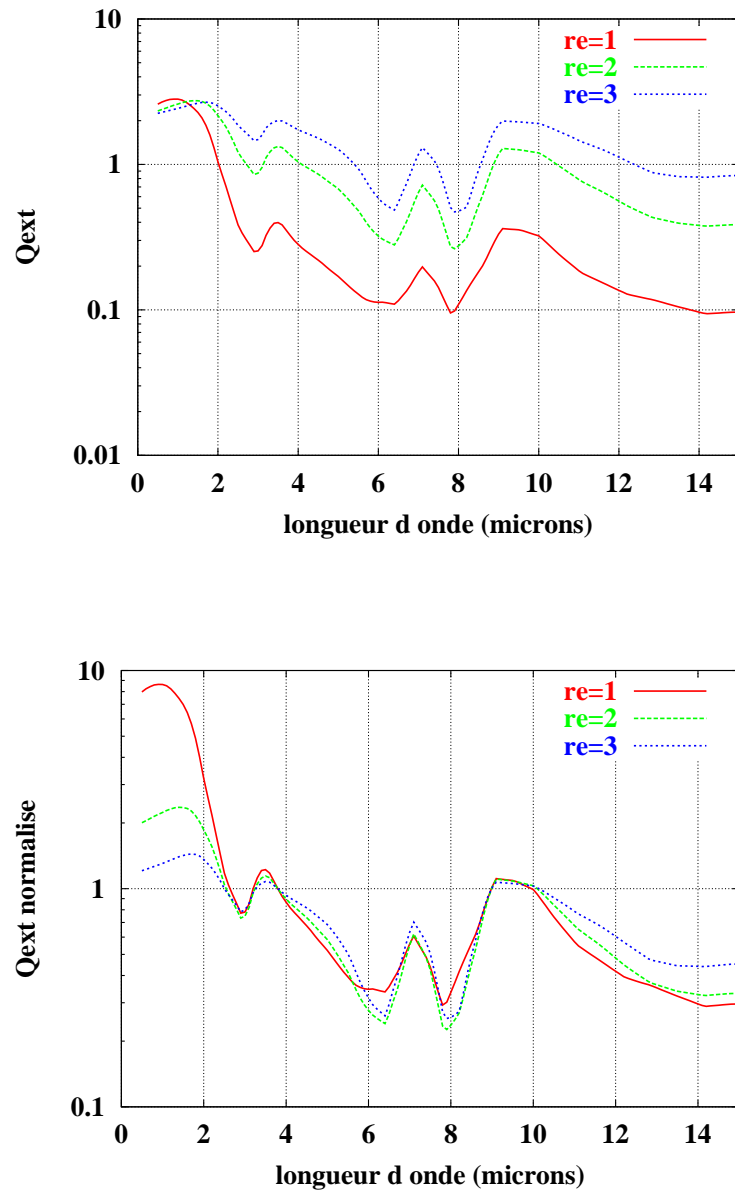 10
1
0.1
0.01
Qext
re=1
re=2
re=3
0 2 4 6 8 10 12 14
longueur d onde (microns)
10
1
0.1
Qext normalise
re=1
re=2
re=3
0 2 4 6 8 10 12 14
longueur d onde (microns)